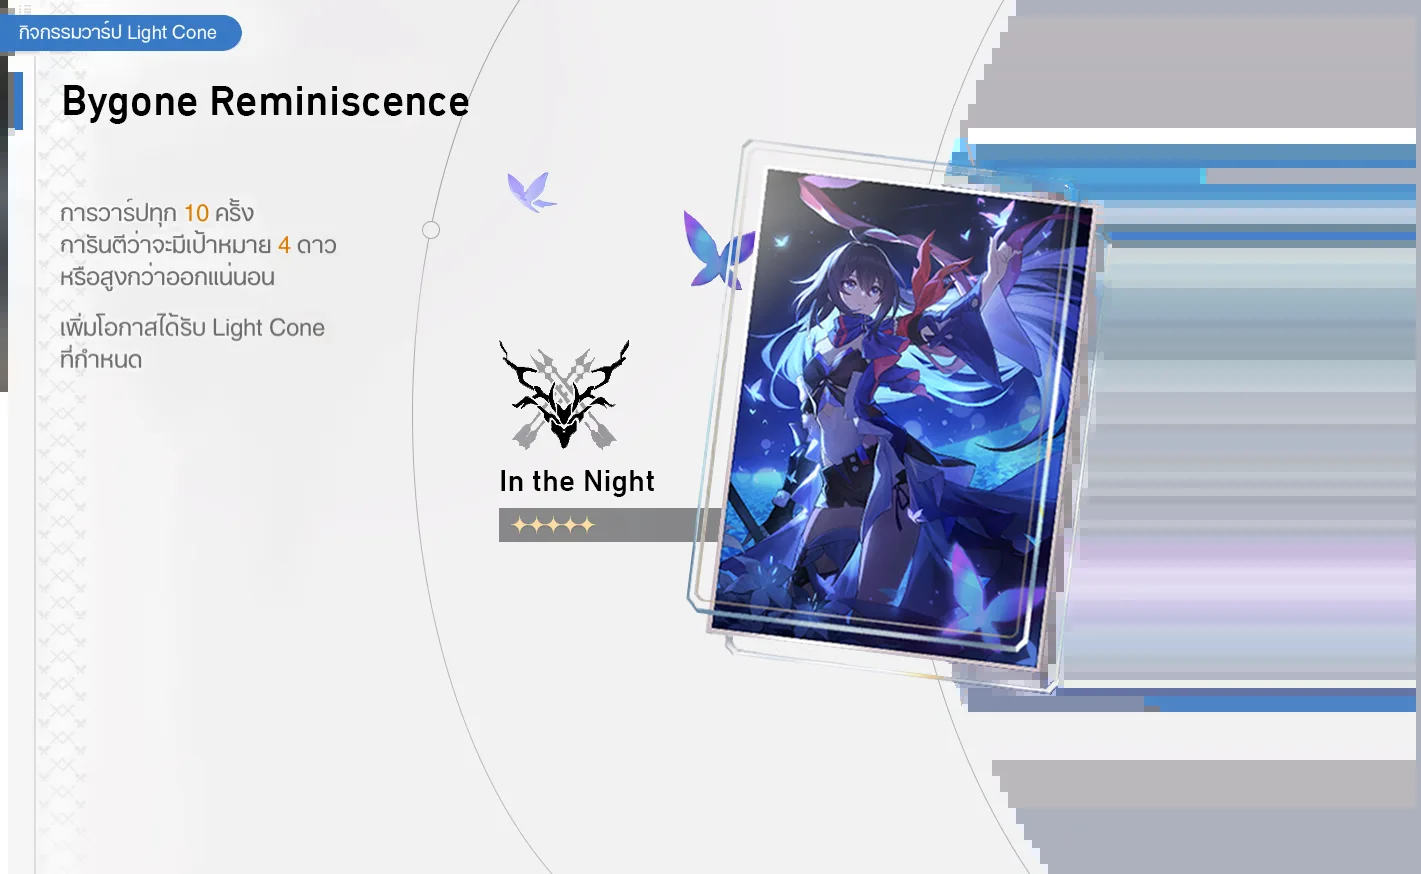 กิจกรรมวาร์ป Light Cone
Bygone Reminiscence
การวาร์ปทุก 10 ครั้ง
การันตีว่าจะมีเป้าหมาย 4 ดาว
หรือสูงกว่าออกแน่นอน
เพิ่มโอกาสได้รับ Light Cone
ที่กำหนด
In the Night